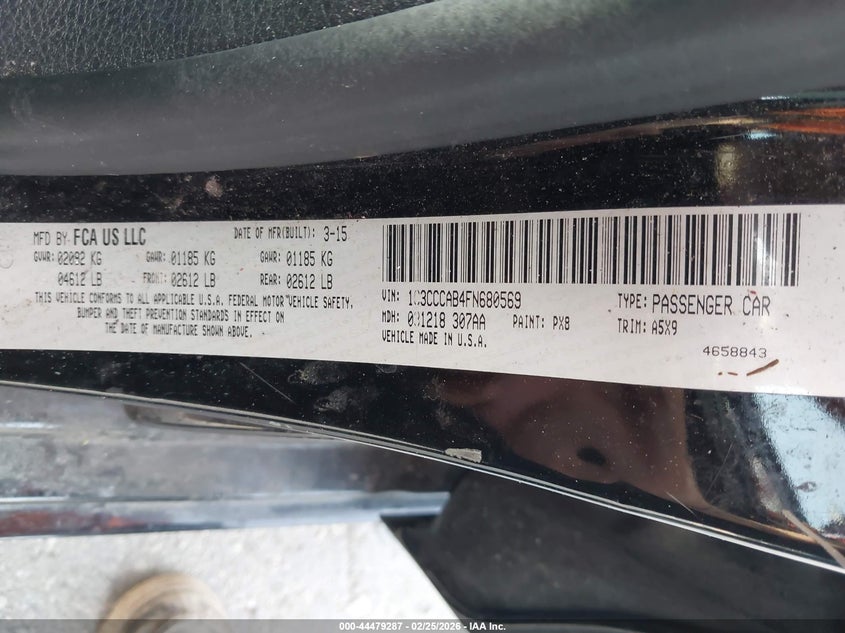 MFD BY FCA US LLC DATE OF MFR(BUILT): 3-15
GVWR: 02092 KG GAWR: 01185 KG GAWR: 01185 KG
04612 LB FRONT: 02612 LB REAR: 02612 LB
THIS VEHICLE CONFORMS TO ALL APPLICABLE U.S.A. FEDERAL MOTOR VEHICLE SAFETY,
BUMPER AND THEFT PREVENTION STANDARDS IN EFFECT ON
THE DATE OF MANUFACTURE SHOWN ABOVE.
VIN: 1C3CCCAB4FN680569 TYPE: PASSENGER CAR
MDH: 031218 307AA PAINT: PX8 TRIM: A5X9
VEHICLE MADE IN U.S.A.
4658843
000-44479287 - 02/25/2026 - IAA Inc.